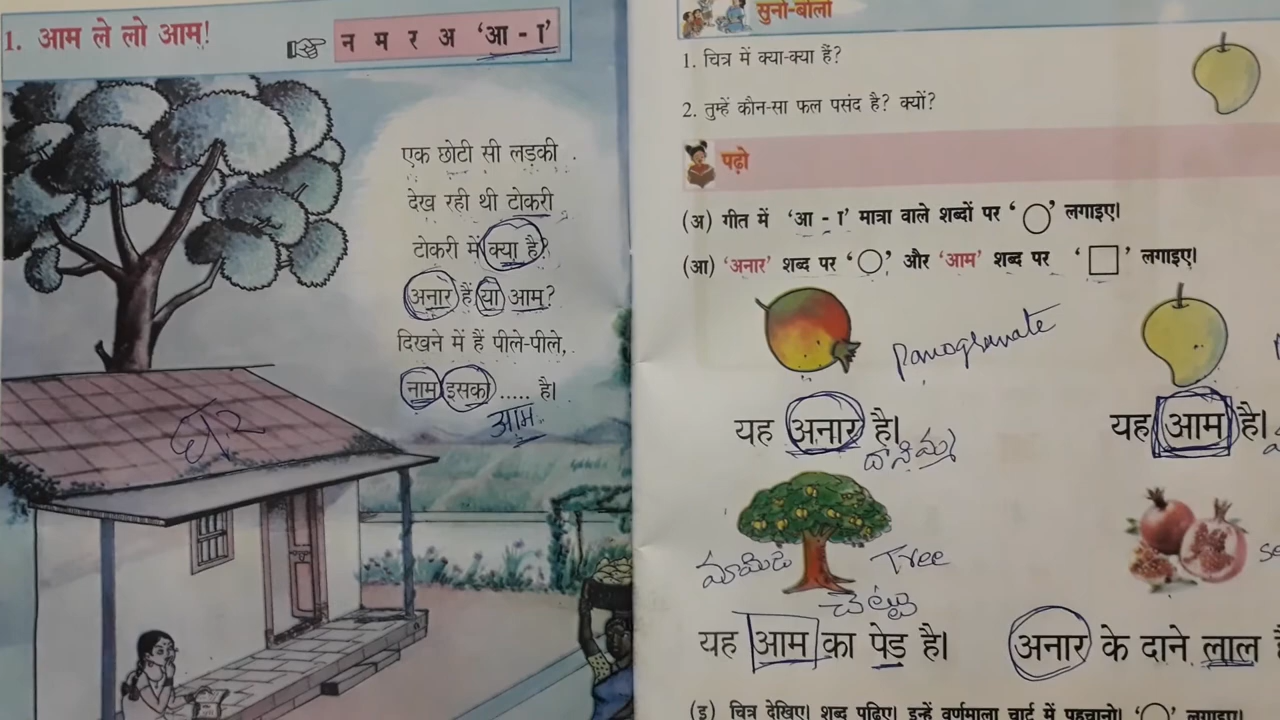 1. आम ले लो आम!
न म र अ 'आ - ा'
एक छोटी सी लड़की
देख रही थी टोकरी
टोकरी में क्या है?
अनार है या आम?
दिखने में हैं पीले-पीले,
नाम इसका ..... है।
आम
सुनो-बोलो
1. चित्र में क्या-क्या हैं?
2. तुम्हें कौन-सा फल पसंद है? क्यों?
पढ़ो
(अ) गीत में 'आ - ा' मात्रा वाले शब्दों पर '○' लगाइए।
(आ) 'अनार' शब्द पर '○' और 'आम' शब्द पर '□' लगाइए।
panogranate
यह अनार है।
यह आम है।
దానిమ్మ
మామిడి
Tree
చెట్టు
यह आम का पेड़ है।
अनार के दाने लाल
(इ) चित्र देखिए। शब्द पढ़िए। इन्हें वर्णमाला चार्ट में पहचानो। '○' लगाइए।